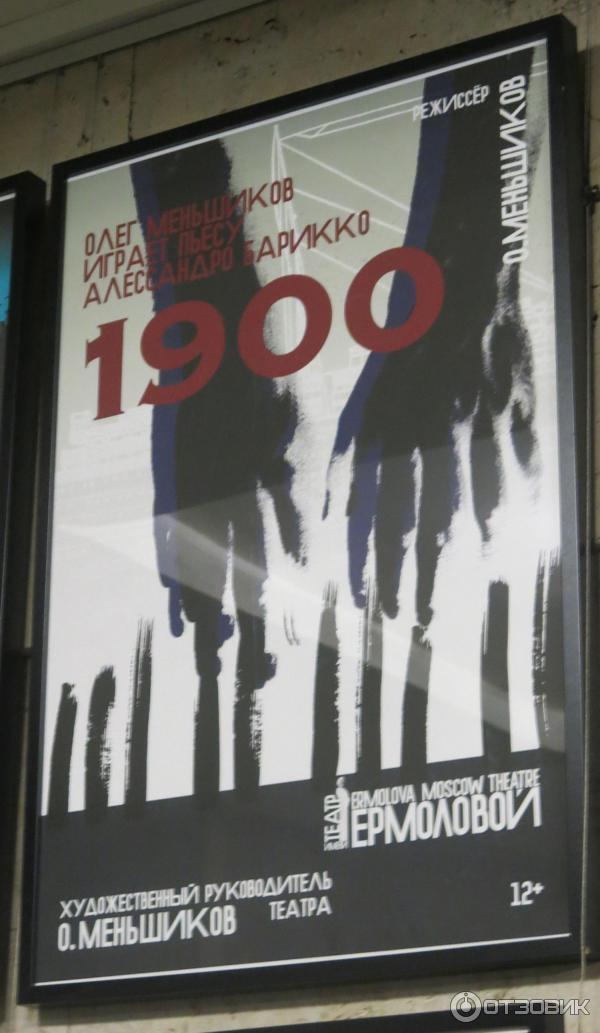 РЕЖИССЁР
О.МЕНЬШИКОВ
ОЛЕГ МЕНЬШИКОВ
ИГРАЕТ ПЬЕСУ
АЛЕССАНДРО БАРИККО
1900
ТЕАТР
ИМЕНИ
ERMOLOVA MOSCOW THEATRE
ЕРМОЛОВОЙ
ХУДОЖЕСТВЕННЫЙ РУКОВОДИТЕЛЬ
ТЕАТРА
О.МЕНЬШИКОВ
12+
ОТЗОВИК